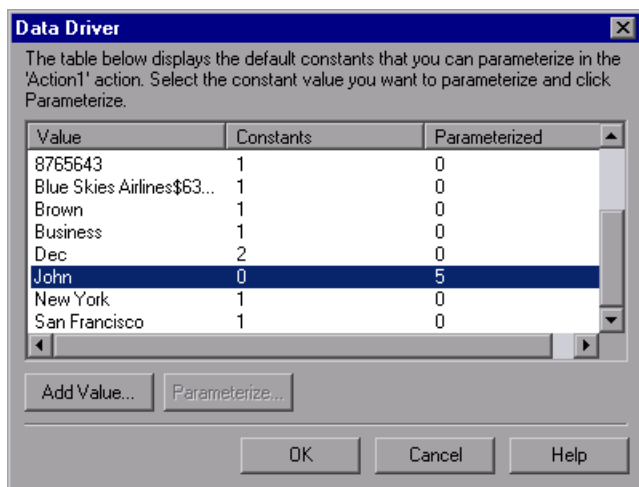 Data Driver
The table below displays the default constants that you can parameterize in the
'Action1' action. Select the constant value you want to parameterize and click
Parameterize.
Value Constants Parameterized
8765643 1 0
Blue Skies Airlines$63... 1 0
Brown 1 0
Business 1 0
Dec 2 0
John 0 5
New York 1 0
San Francisco 1 0
Add Value... Parameterize...
OK Cancel Help